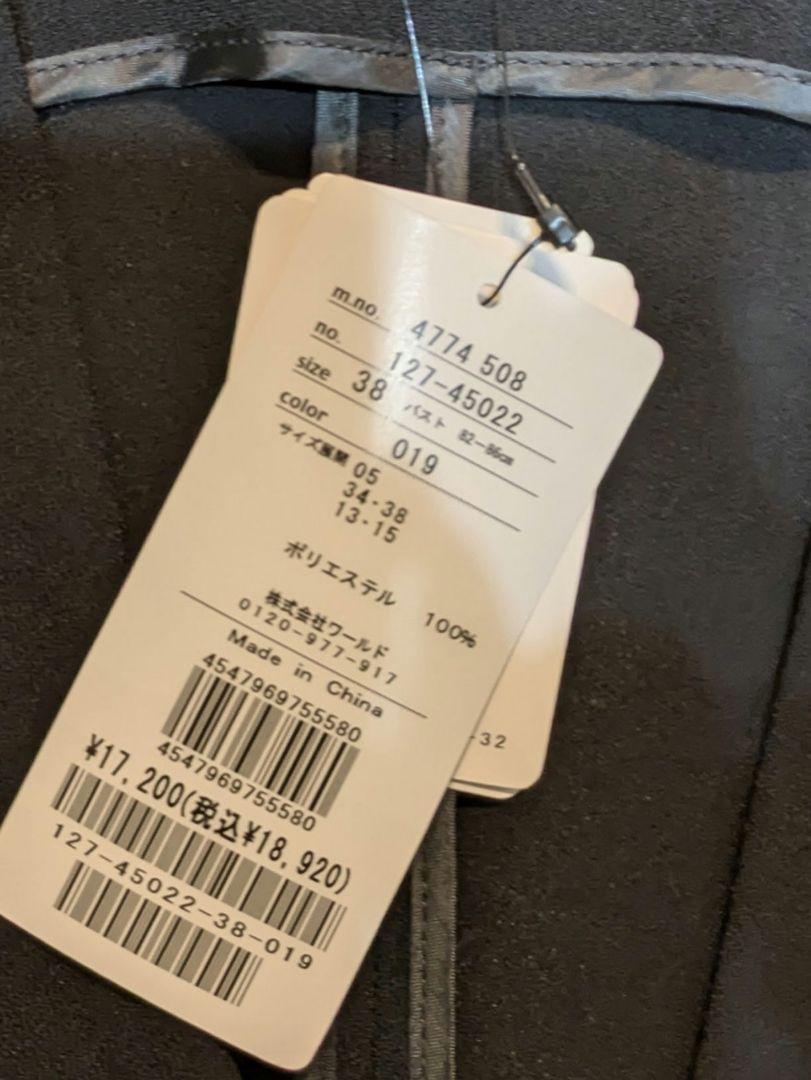 m.no. 4774 508
no. 127-45022
size 38 バスト 82-86cm
color 019
サイズ展開 05
34・38
13・15
ポリエステル 100%
株式会社ワールド
0120-977-917
Made in China
4547969755580
4547969755580
¥17,200(税込¥18,920)
127-45022-38-019
-32